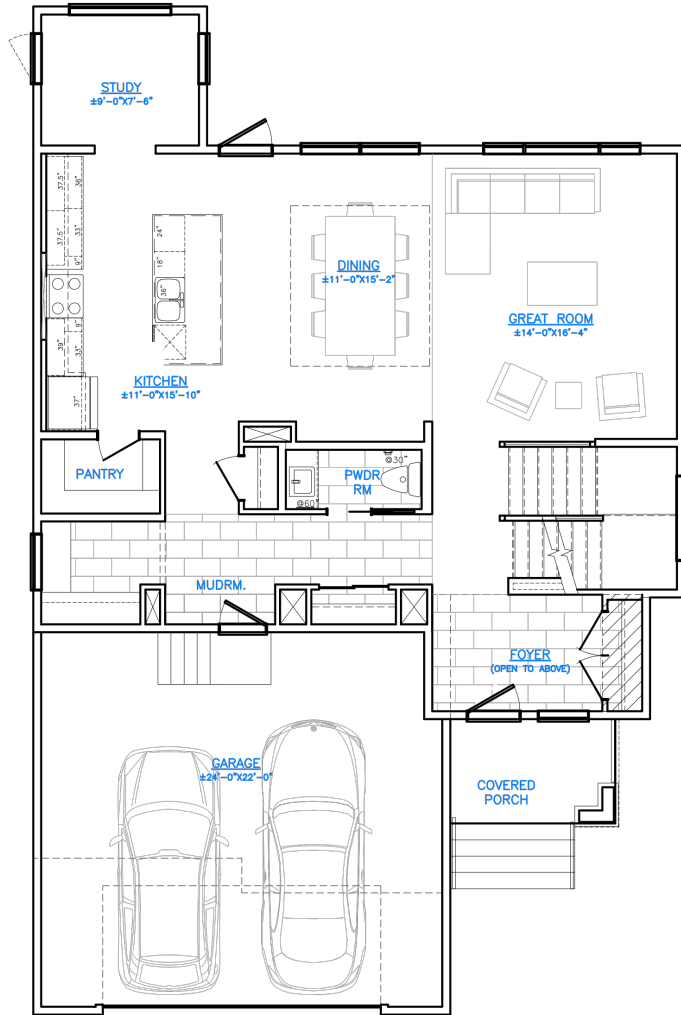 STUDY
±9'-0"X7'-6"
37.5"
36"
37.5"
33"
9"
24"
18"
36"
DINING
±11'-0"X15'-2"
GREAT ROOM
±14'-0"X16'-4"
9"
39"
33"
37"
KITCHEN
±11'-0"X15'-10"
PANTRY
@30"
PWDR
RM
@60"
MUDRM.
FOYER
(OPEN TO ABOVE)
GARAGE
±24'-0"X22'-0"
COVERED
PORCH